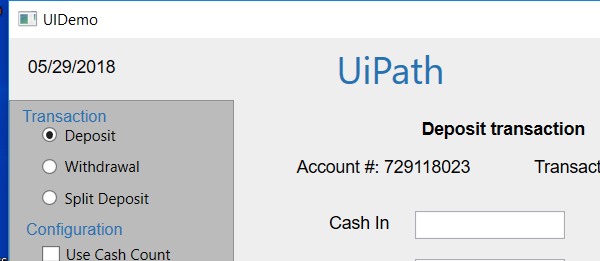 UIDemo
05/29/2018
UiPath
Transaction
Deposit
Withdrawal
Split Deposit
Configuration
Use Cash Count
Deposit transaction
Account #: 729118023
Cash In